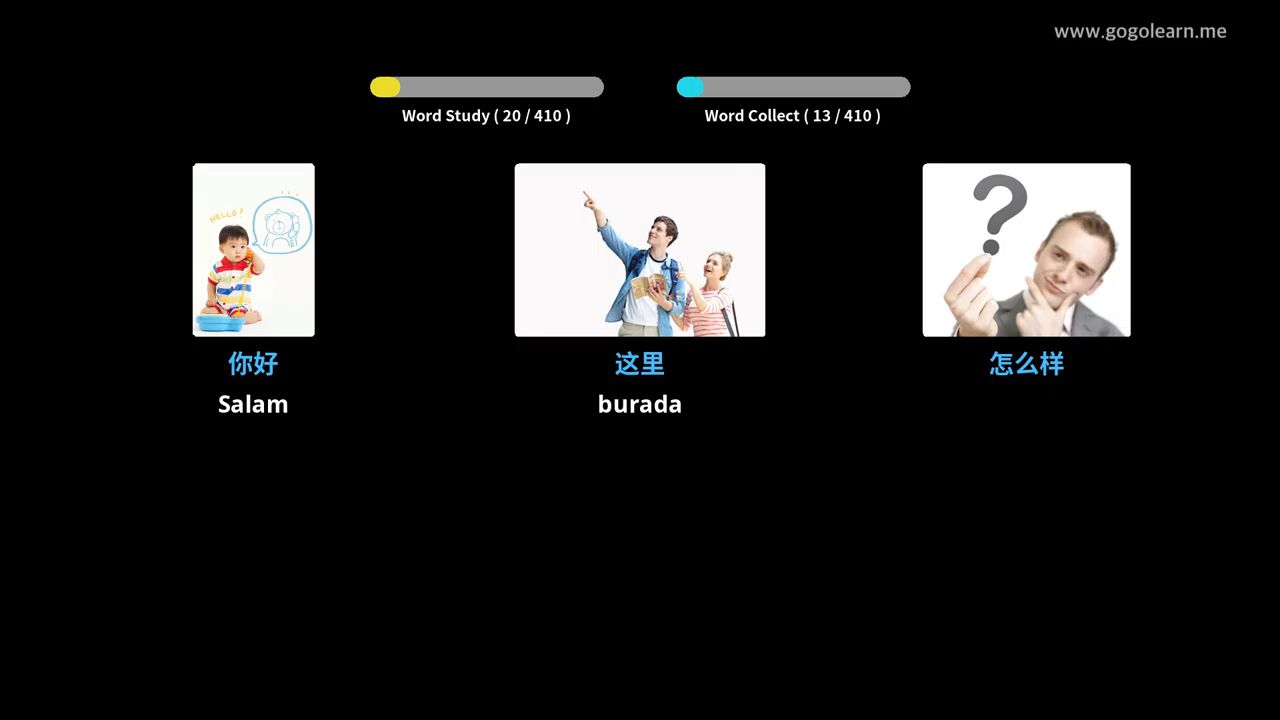 www.gogolearn.me
Word Study ( 20 / 410 )
Word Collect ( 13 / 410 )
HELLO?
你好
这里
怎么样
Salam
burada